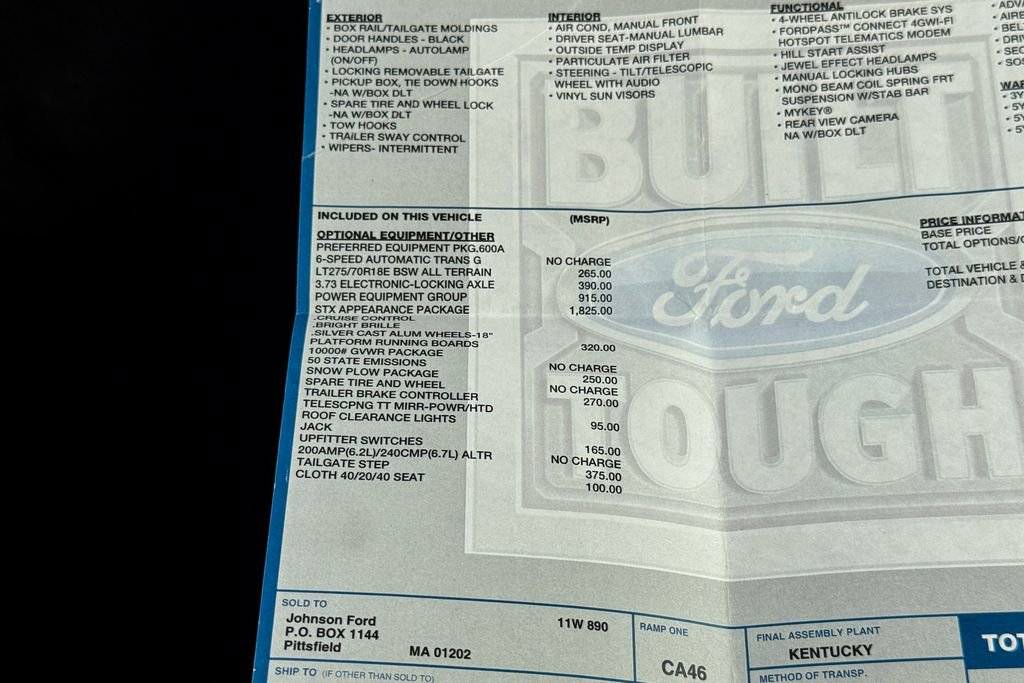 EXTERIOR
• BOX RAIL/TAILGATE MOLDINGS
• DOOR HANDLES - BLACK
• HEADLAMPS - AUTOLAMP
(ON/OFF)
• LOCKING REMOVABLE TAILGATE
• PICKUP BOX, TIE DOWN HOOKS
-NA W/BOX DLT
• SPARE TIRE AND WHEEL LOCK
-NA W/BOX DLT
• TOW HOOKS
• TRAILER SWAY CONTROL
• WIPERS- INTERMITTENT
INTERIOR
• AIR COND, MANUAL FRONT
• DRIVER SEAT-MANUAL LUMBAR
• OUTSIDE TEMP DISPLAY
• PARTICULATE AIR FILTER
• STEERING - TILT/TELESCOPIC
WHEEL WITH AUDIO
• VINYL SUN VISORS
FUNCTIONAL
• 4-WHEEL ANTILOCK BRAKE SYS
• FORDPASS™ CONNECT 4GWI-FI
HOTSPOT TELEMATICS MODEM
• HILL START ASSIST
• JEWEL EFFECT HEADLAMPS
• MANUAL LOCKING HUBS
• MONO BEAM COIL SPRING FRT
SUSPENSION W/STAB BAR
• MYKEY®
• REAR VIEW CAMERA
NA W/BOX DLT
BUILT
Ford
TOUGH
INCLUDED ON THIS VEHICLE (MSRP)
OPTIONAL EQUIPMENT/OTHER
PREFERRED EQUIPMENT PKG.600A
6-SPEED AUTOMATIC TRANS G NO CHARGE
LT275/70R18E BSW ALL TERRAIN 265.00
3.73 ELECTRONIC-LOCKING AXLE 390.00
POWER EQUIPMENT GROUP 915.00
STX APPEARANCE PACKAGE 1,825.00
.CRUISE CONTROL
.BRIGHT BRILLE
.SILVER CAST ALUM WHEELS-18"
PLATFORM RUNNING BOARDS 320.00
10000# GVWR PACKAGE
50 STATE EMISSIONS NO CHARGE
SNOW PLOW PACKAGE 250.00
SPARE TIRE AND WHEEL NO CHARGE
TRAILER BRAKE CONTROLLER 270.00
TELESCPNG TT MIRR-POWR/HTD
ROOF CLEARANCE LIGHTS 95.00
JACK
UPFITTER SWITCHES 165.00
200AMP(6.2L)/240CMP(6.7L) ALTR NO CHARGE
TAILGATE STEP 375.00
CLOTH 40/20/40 SEAT 100.00
PRICE INFORMAT
BASE PRICE
TOTAL OPTIONS/
TOTAL VEHICLE &
DESTINATION & D
SOLD TO
Johnson Ford 11W 890
P.O. BOX 1144
Pittsfield MA 01202
SHIP TO (IF OTHER THAN SOLD TO)
RAMP ONE
CA46
FINAL ASSEMBLY PLANT
KENTUCKY
METHOD OF TRANSP.
TOT